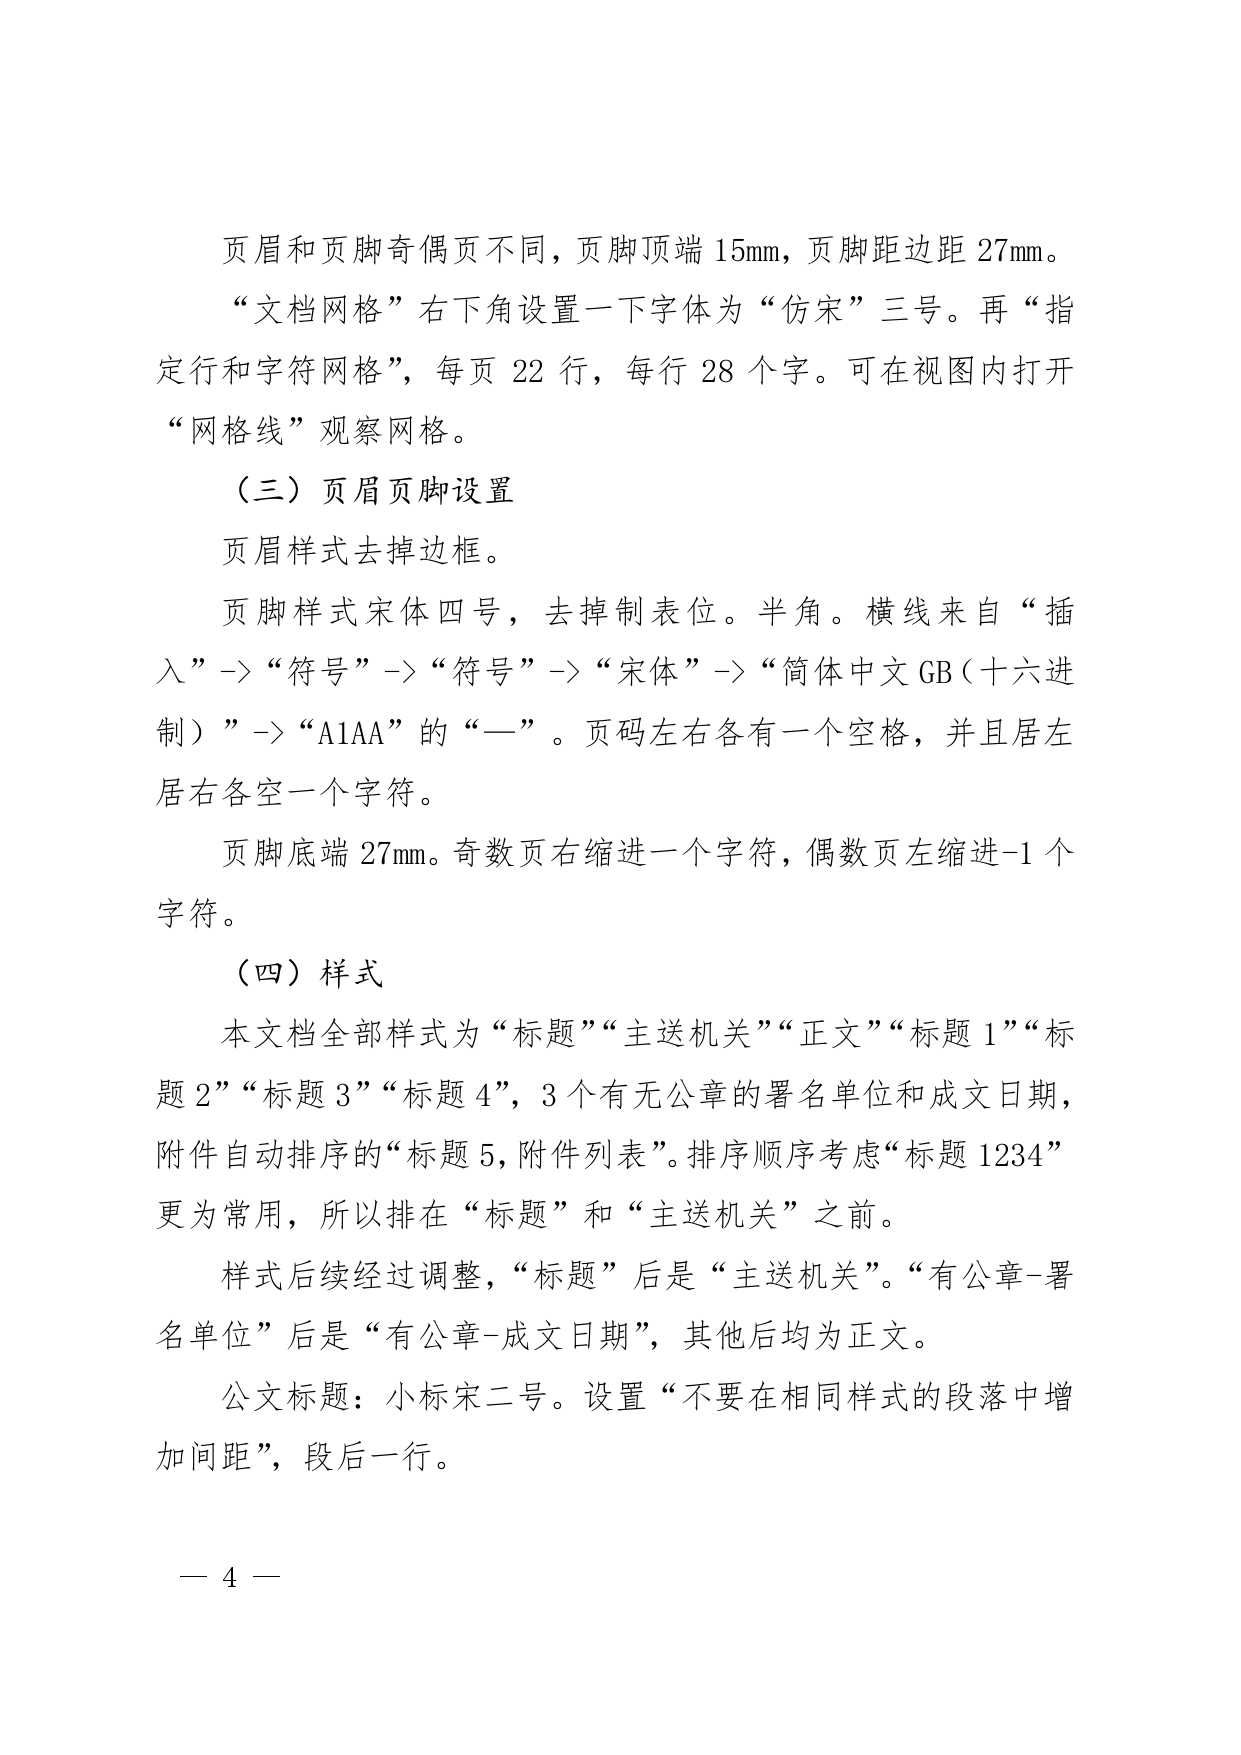 页眉和页脚奇偶页不同，页脚顶端 15mm，页脚距边距 27mm。
“文档网格”右下角设置一下字体为“仿宋”三号。再“指
定行和字符网格”，每页 22 行，每行 28 个字。可在视图内打开
“网格线”观察网格。
（三）页眉页脚设置
页眉样式去掉边框。
页脚样式宋体四号，去掉制表位。半角。横线来自“插
入”->“符号”->“符号”->“宋体”->“简体中文 GB（十六进
制）”->“A1AA”的“—”。页码左右各有一个空格，并且居左
居右各空一个字符。
页脚底端 27mm。奇数页右缩进一个字符，偶数页左缩进-1 个
字符。
（四）样式
本文档全部样式为“标题”“主送机关”“正文”“标题 1”“标
题 2”“标题 3”“标题 4”，3 个有无公章的署名单位和成文日期，
附件自动排序的“标题 5，附件列表”。排序顺序考虑“标题 1234”
更为常用，所以排在“标题”和“主送机关”之前。
样式后续经过调整，“标题”后是“主送机关”。“有公章-署
名单位”后是“有公章-成文日期”，其他后均为正文。
公文标题：小标宋二号。设置“不要在相同样式的段落中增
加间距”，段后一行。
— 4 —